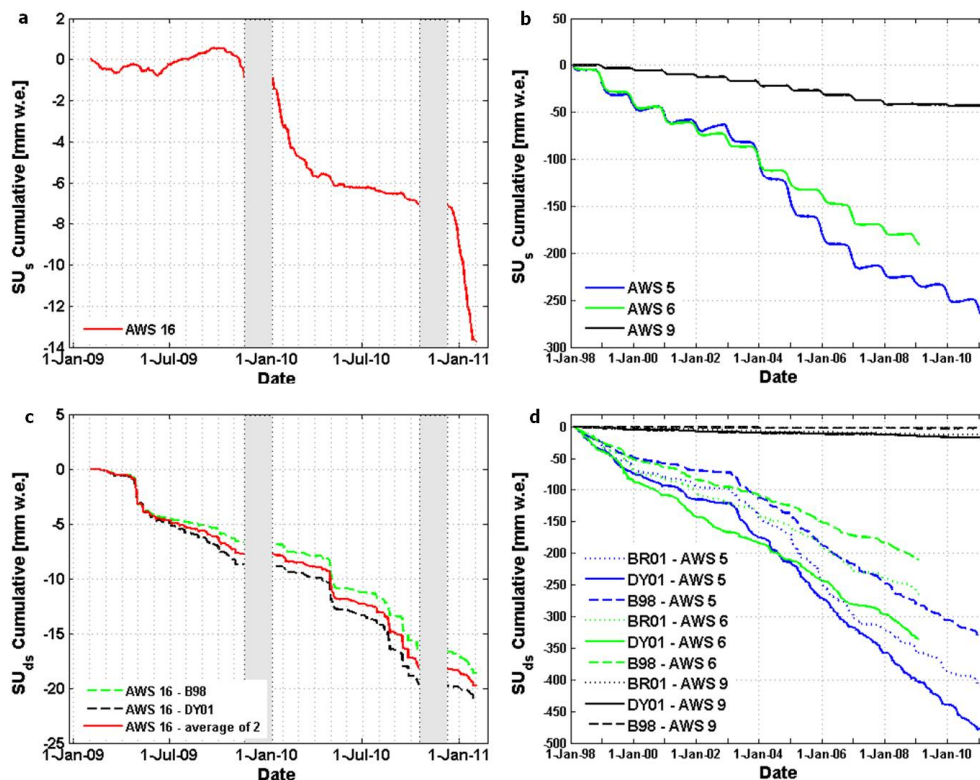 a
SUs Cumulative [mm w.e.]
2
0
-2
-4
-6
-8
-10
-12
-14
AWS 16
1-Jan-09 1-Jul-09 1-Jan-10 1-Jul-10 1-Jan-11
Date
b
SUs Cumulative [mm w.e.]
50
0
-50
-100
-150
-200
-250
-300
AWS 5
AWS 6
AWS 9
1-Jan-98 1-Jan-00 1-Jan-02 1-Jan-04 1-Jan-06 1-Jan-08 1-Jan-10
Date
c
SUds Cumulative [mm w.e.]
5
0
-5
-10
-15
-20
-25
AWS 16 - B98
AWS 16 - DY01
AWS 16 - average of 2
1-Jan-09 1-Jul-09 1-Jan-10 1-Jul-10 1-Jan-11
Date
d
SUds Cumulative [mm w.e.]
0
-50
-100
-150
-200
-250
-300
-350
-400
-450
-500
BR01 - AWS 5
DY01 - AWS 5
B98 - AWS 5
BR01 - AWS 6
DY01 - AWS 6
B98 - AWS 6
BR01 - AWS 9
DY01 - AWS 9
B98 - AWS 9
1-Jan-98 1-Jan-00 1-Jan-02 1-Jan-04 1-Jan-06 1-Jan-08 1-Jan-10
Date